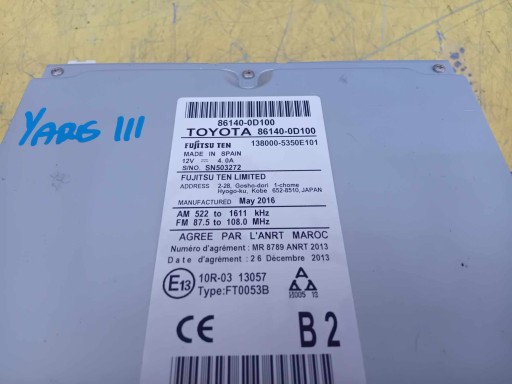 YARIS III
86140-0D100
TOYOTA 86140-0D100
FUJITSU TEN 138000-5350E101
MADE IN SPAIN
12V 4.0A
S/NO. SN503272
FUJITSU TEN LIMITED
ADDRESS 2-28, Gosho-dori 1-chome
Hyogo-ku, Kobe 652-8510, JAPAN
MANUFACTURED May 2016
AM 522 to 1611 kHz
FM 87.5 to 108.0 MHz
AGREE PAR L'ANRT MAROC
Numéro d'agrément: MR 8789 ANRT 2013
Date d'agrément: 26 Décembre 2013
E13 10R-03 13057
Type:FT0053B
CE B2